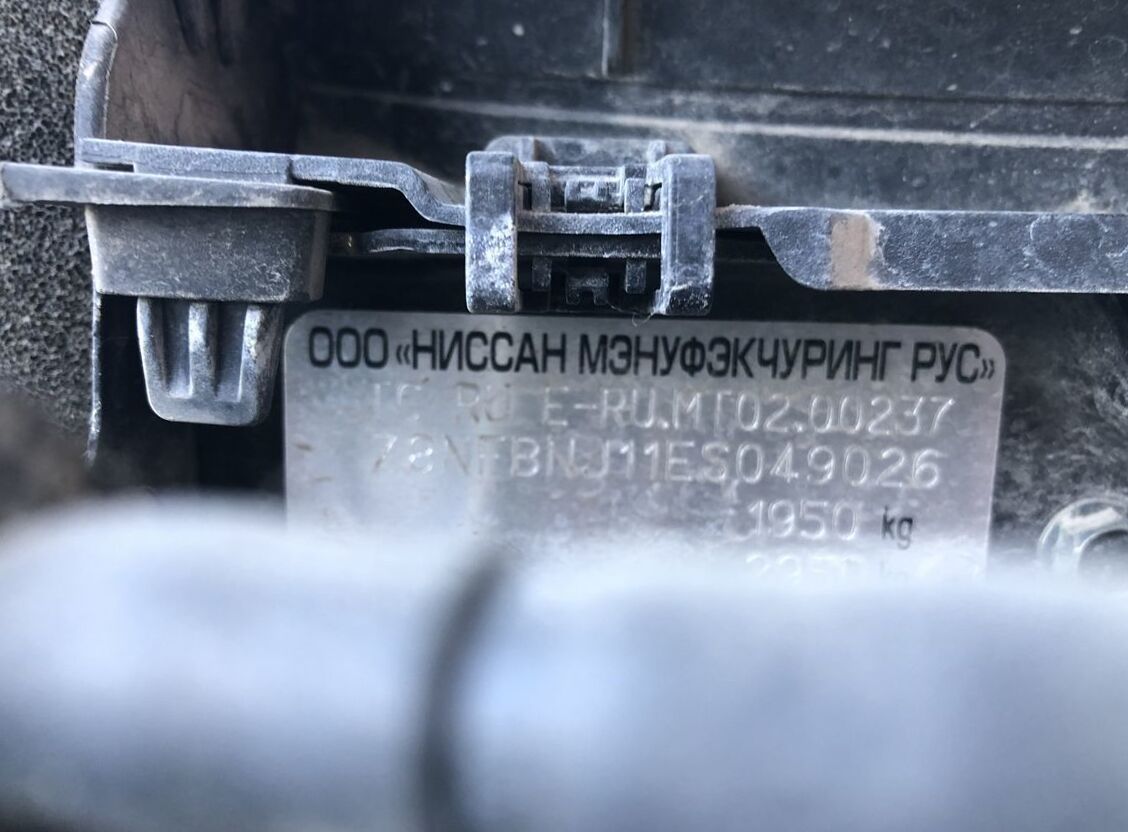 ООО «НИССАН МЭНУФЭКЧУРИНГ РУС»
E-RU.MT02.00237
Z8NFBNJ11ES049026
1950 kg